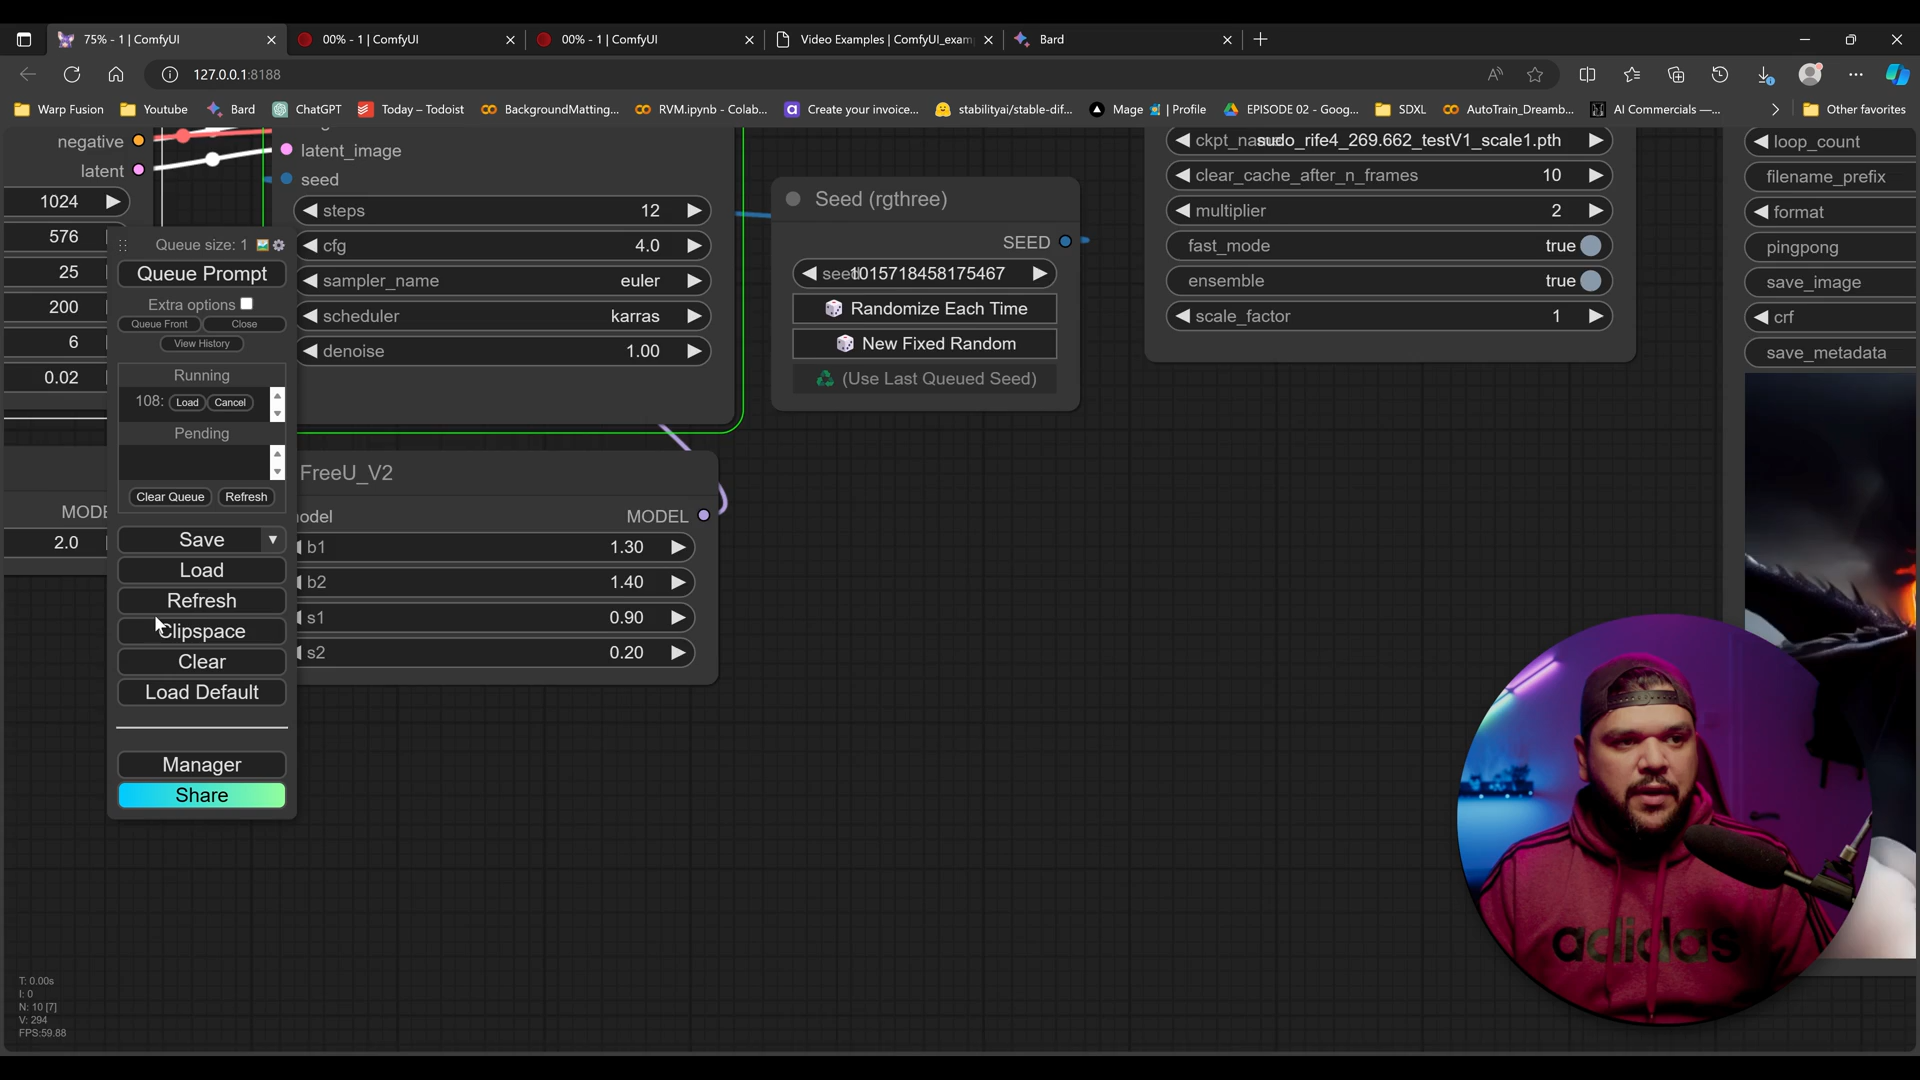 75% - 1 | ComfyUI
00% - 1 | ComfyUI
00% - 1 | ComfyUI
Video Examples | ComfyUI_exam
Bard
127.0.0.1:8188
Warp Fusion
Youtube
Bard
ChatGPT
Today – Todoist
BackgroundMatting...
RVM.ipynb - Colab...
Create your invoice...
stabilityai/stable-dif...
Mage | Profile
EPISODE 02 - Goog...
SDXL
AutoTrain_Dreamb...
AI Commercials —...
Other favorites
negative
latent
1024
576
25
200
6
0.02
MODE
2.0
latent_image
seed
steps 12
cfg 4.0
sampler_name euler
scheduler karras
denoise 1.00
Queue size: 1
Queue Prompt
Extra options
Queue Front
Close
View History
Running
108: Load Cancel
Pending
Clear Queue
Refresh
Save
Load
Refresh
Clipspace
Clear
Load Default
Manager
Share
FreeU_V2
odel MODEL
b1 1.30
b2 1.40
s1 0.90
s2 0.20
Seed (rgthree)
SEED
seed 1015718458175467
Randomize Each Time
New Fixed Random
(Use Last Queued Seed)
sudo_rife4_269.662_testV1_scale1.pth
clear_cache_after_n_frames 10
multiplier 2
fast_mode true
ensemble true
scale_factor 1
loop_count
filename_prefix
format
pingpong
save_image
crf
save_metadata
adidas
T: 0.00s
I: 0
N: 10 [7]
V: 294
FPS:59.88